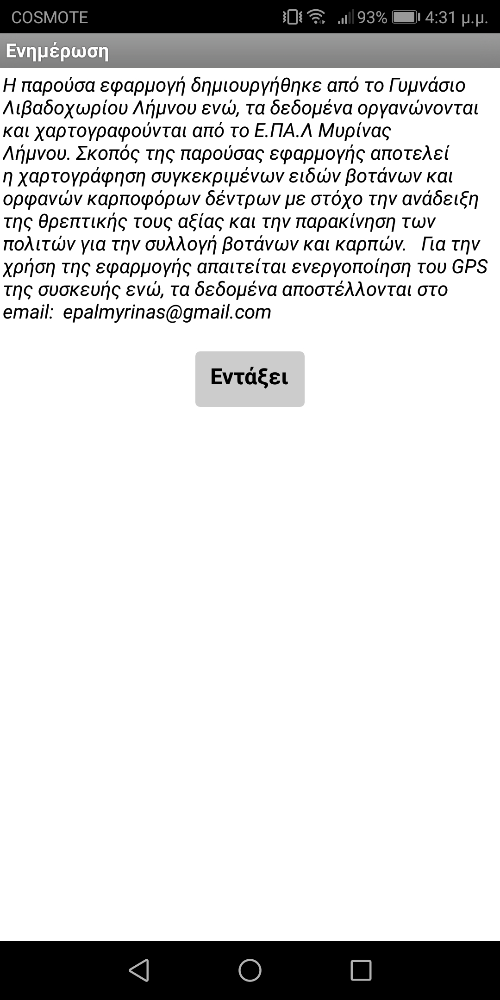 COSMOTE 93% 4:31 μ.μ.
Ενημέρωση
Η παρούσα εφαρμογή δημιουργήθηκε από το Γυμνάσιο
Λιβαδοχωρίου Λήμνου ενώ, τα δεδομένα οργανώνονται
και χαρτογραφούνται από το Ε.ΠΑ.Λ Μυρίνας
Λήμνου. Σκοπός της παρούσας εφαρμογής αποτελεί
η χαρτογράφηση συγκεκριμένων ειδών βοτάνων και
ορφανών καρποφόρων δέντρων με στόχο την ανάδειξη
της θρεπτικής τους αξίας και την παρακίνηση των
πολιτών για την συλλογή βοτάνων και καρπών.   Για την
χρήση της εφαρμογής απαιτείται ενεργοποίηση του GPS
της συσκευής ενώ, τα δεδομένα αποστέλλονται στο
email:  epalmyrinas@gmail.com
Εντάξει